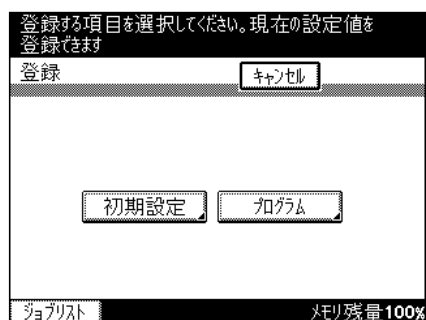 登録する項目を選択してください。現在の設定値を
登録できます
登録
キャンセル
初期設定
プログラム
ジョブリスト
メモリ残量100%